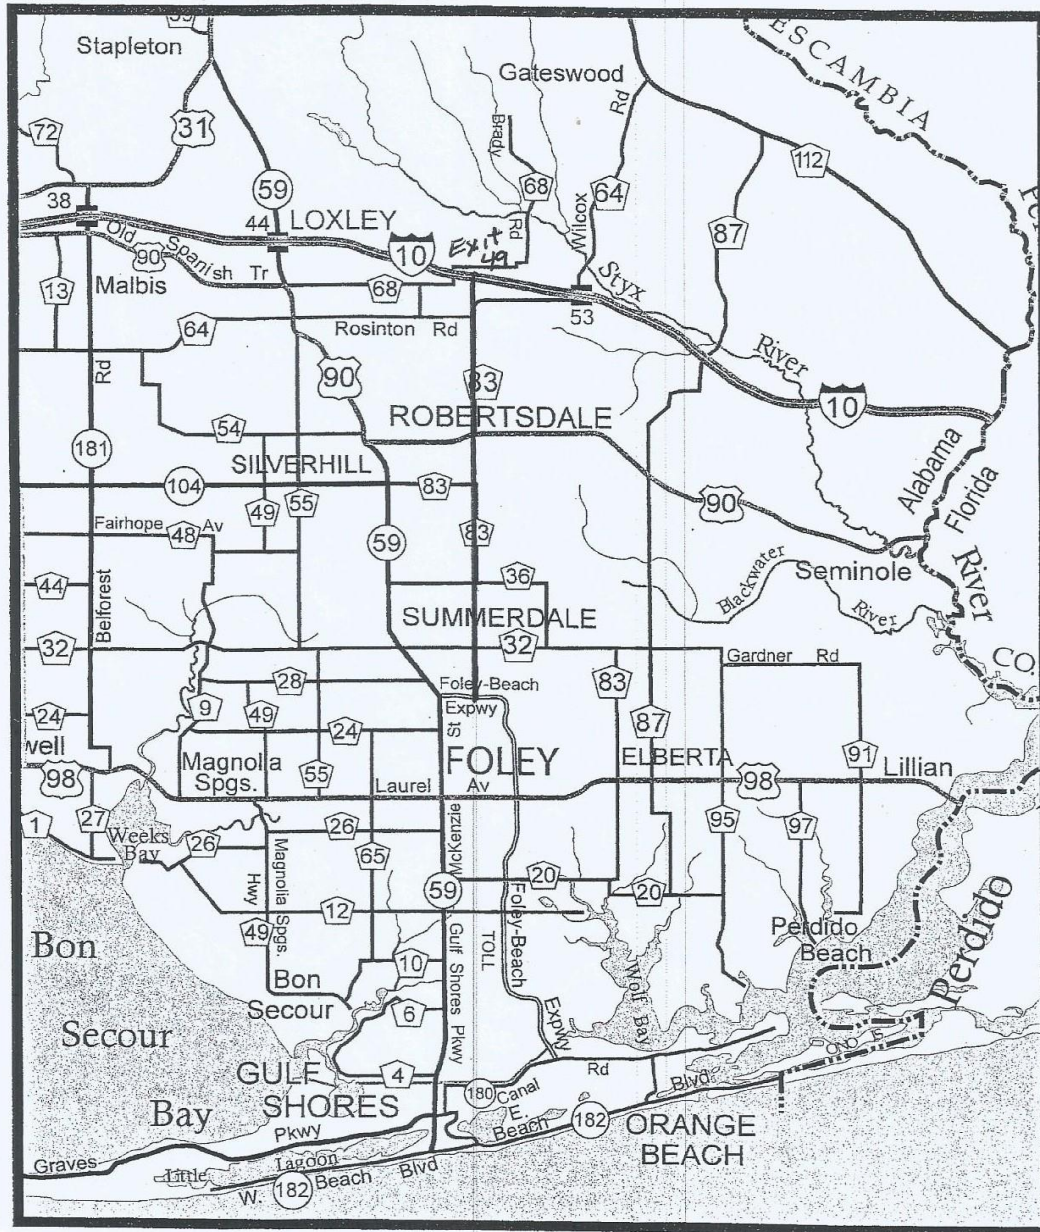 ESCAMBIA
Stapleton
Gateswood
Rd
Brady
112
72
31
68
64
59
38
44
LOXLEY
Wilcox
Rd
87
Exit
49
10
Old
Spanish
Tr
90
Malbis
13
68
Styx
53
64
Rosinton Rd
River
Rd
90
83
10
ROBERTSDALE
54
181
SILVERHILL
Alabama
Florida
104
83
49
55
90
Fairhope Av
48
59
83
44
36
Seminole
River
Blackwater
River
Belforest
SUMMERDALE
32
32
Gardner Rd
CO.
28
Foley-Beach
Expwy
83
9
49
24
24
St
87
well
Magnolia
Spgs.
55
FOLEY
ELBERTA
91
98
Laurel Av
98
Lillian
1
27
Weeks
Bay
26
26
65
McKenzie
95
97
Magnolia Spgs.
Hwy
59
20
20
12
Foley-Beach
Expwy
49
Gulf Shores Pkwy
TOLL
Perdido
Beach
Perdido
Bon
Secour
Bay
10
Bon
Secour
6
Wolf Bay
GULF
SHORES
4
180
Canal
Rd
ONO
E.
Beach
Blvd
182
ORANGE
BEACH
Pkwy
Graves
Little
Lagoon
W.
182
Beach
Blvd